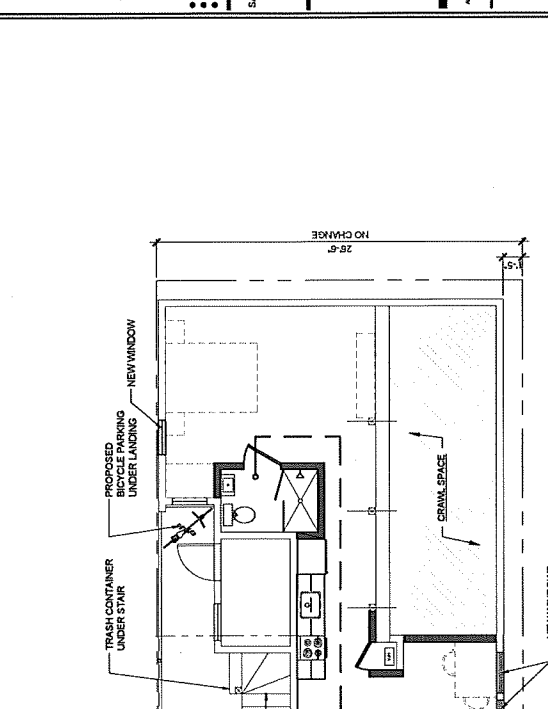 NO CHANGE
26'-6"
NEW WINDOW
PROPOSED
BICYCLE PARKING
UNDER LANDING
TRASH CONTAINER
UNDER STAIR
CRAWL SPACE